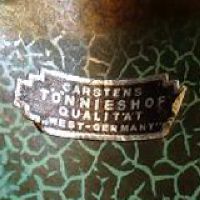 CARSTENS
TÖNNIESHOF
QUALITÄT
„WEST-GERMANY"